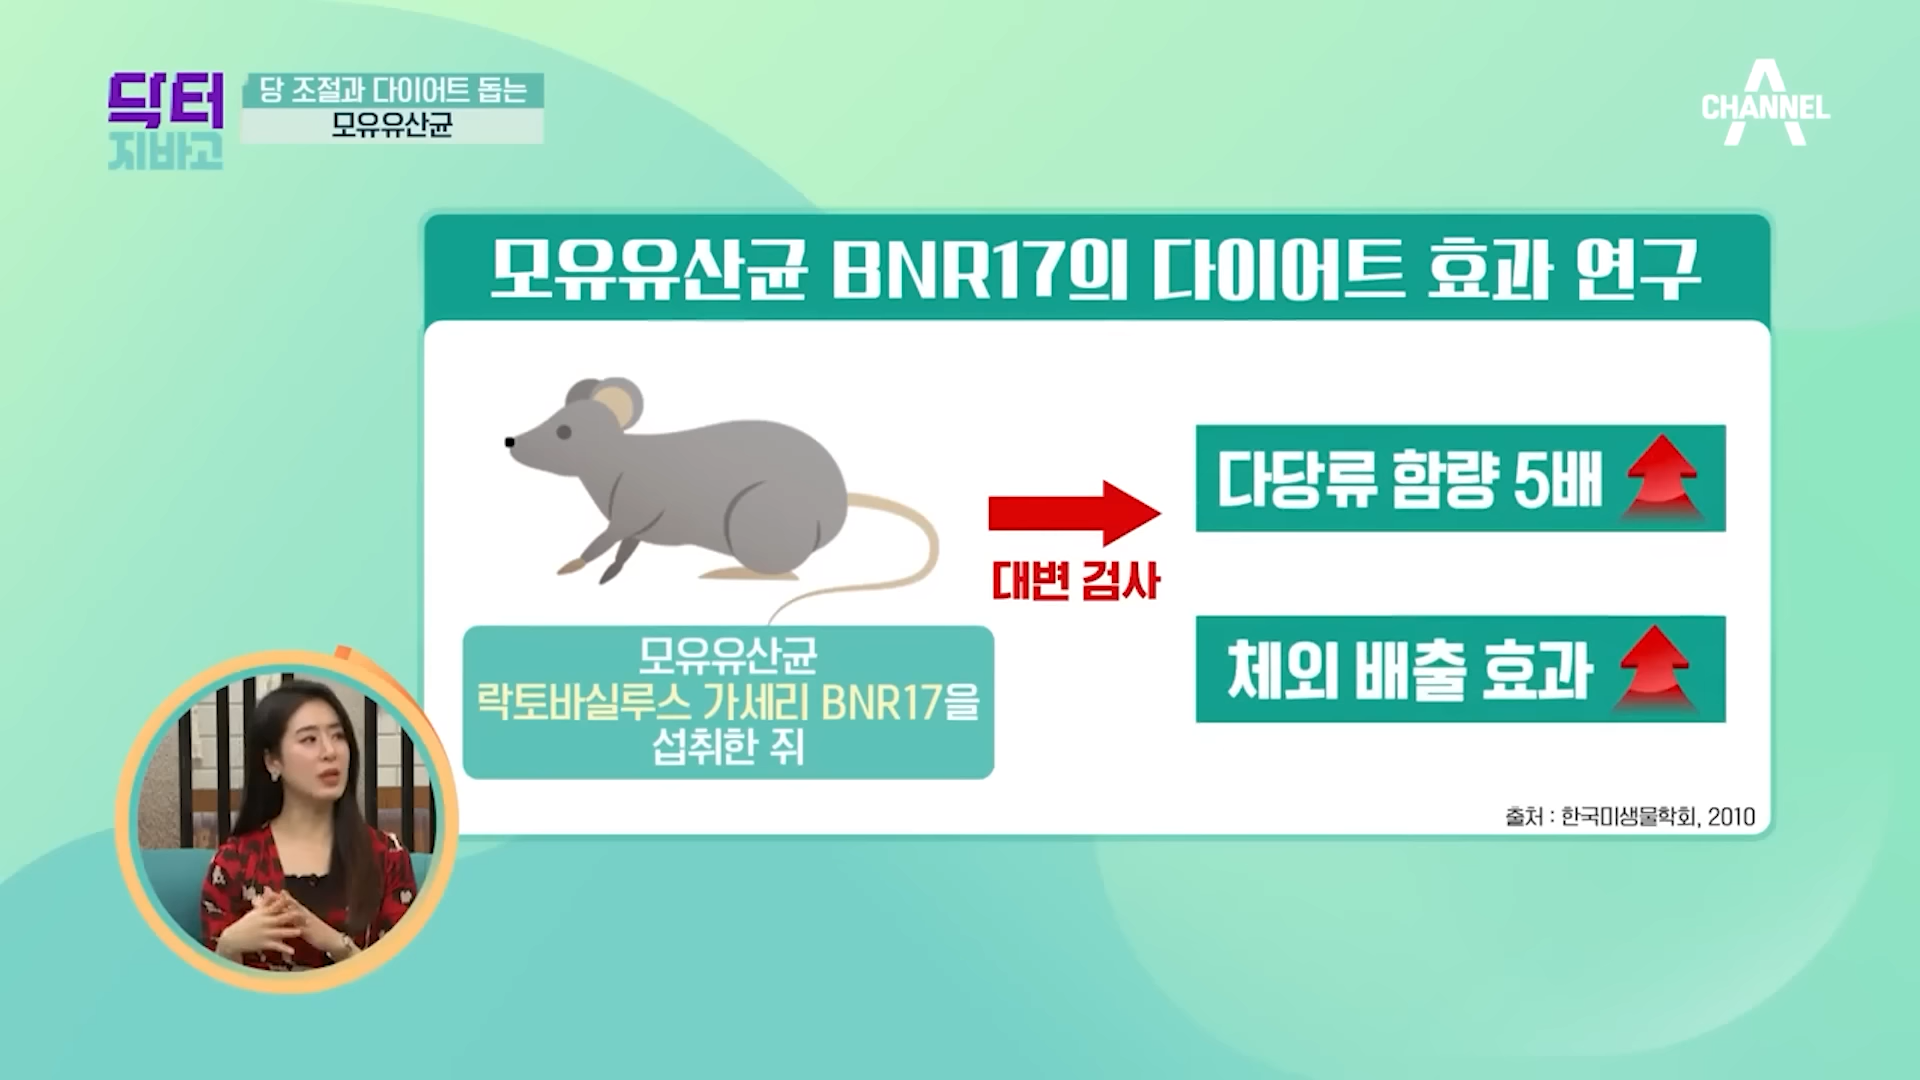 닥터
지바고
당 조절과 다이어트 돕는
모유유산균
CHANNEL A
모유유산균 BNR17의 다이어트 효과 연구
모유유산균
락토바실루스 가세리 BNR17을
섭취한 쥐
대변 검사
다당류 함량 5배
체외 배출 효과
출처 : 한국미생물학회, 2010